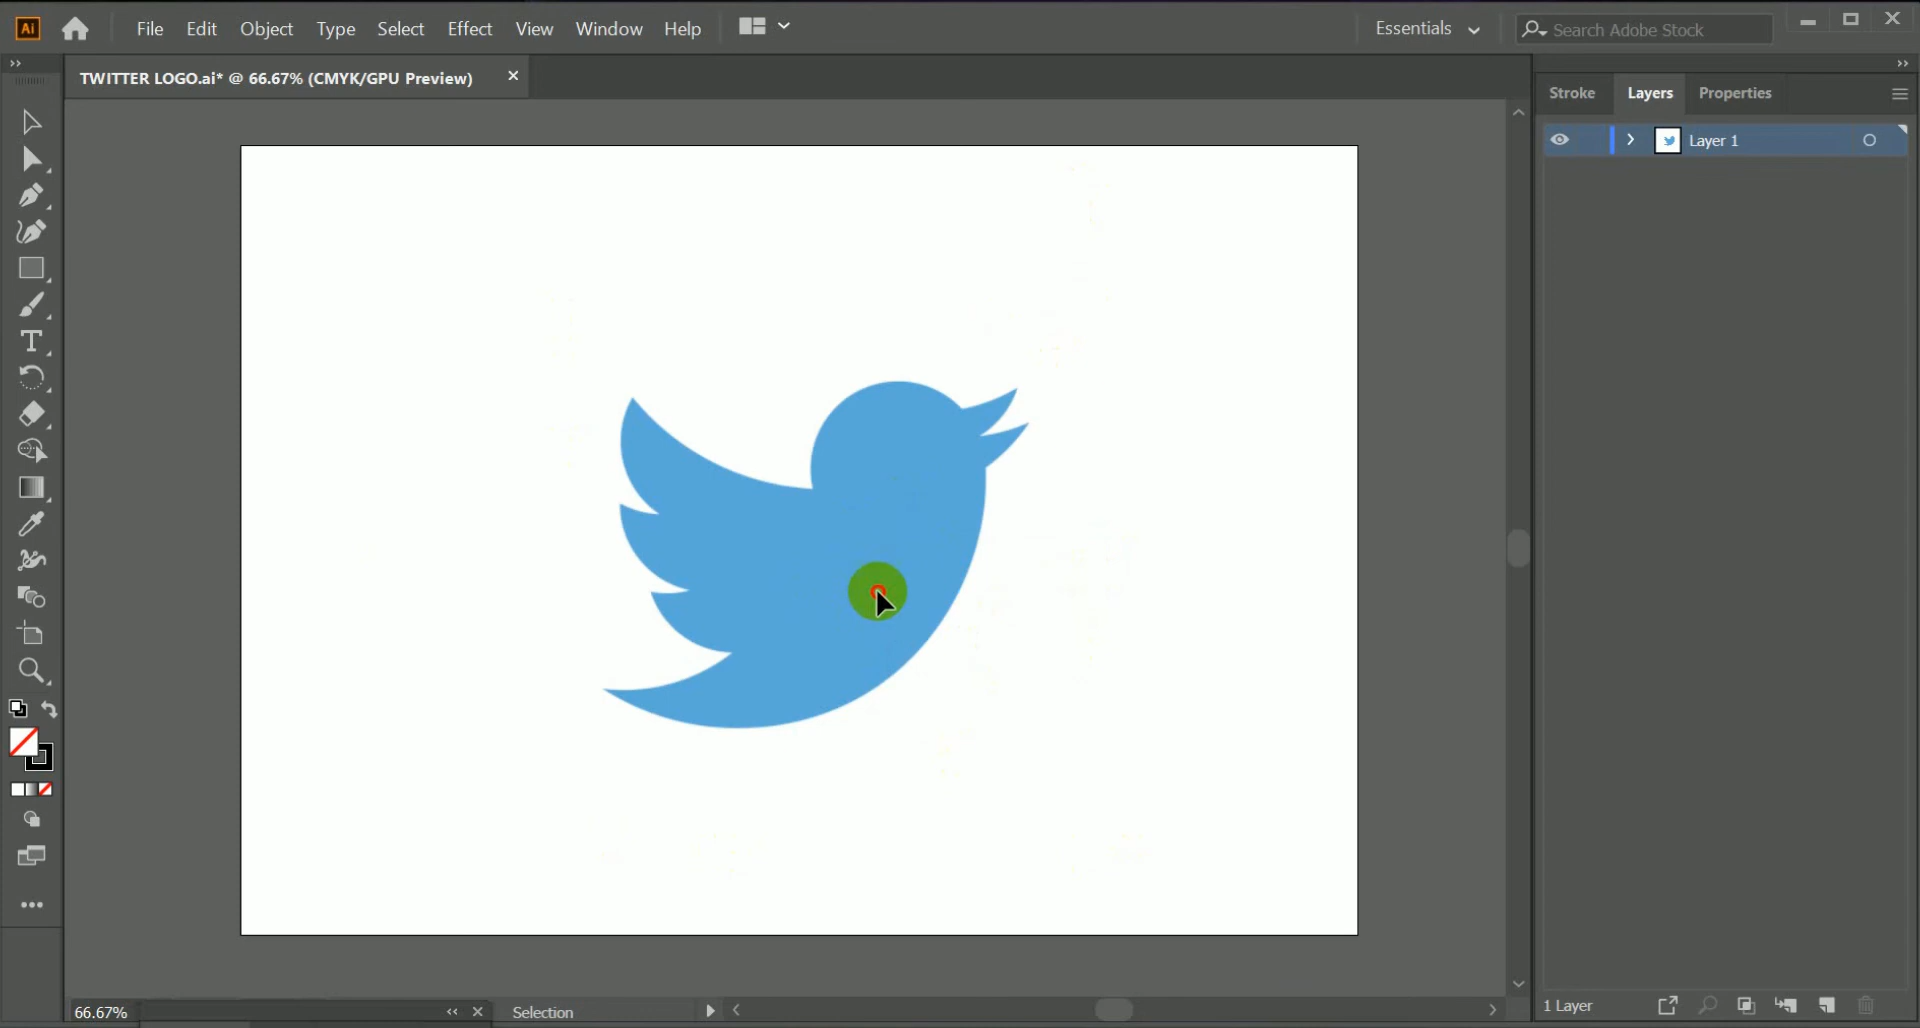 Ai File Edit Object Type Select Effect View Window Help Essentials Search Adobe Stock
TWITTER LOGO.ai* @ 66.67% (CMYK/GPU Preview)
Stroke Layers Properties
Layer 1
66.67% Selection
1 Layer